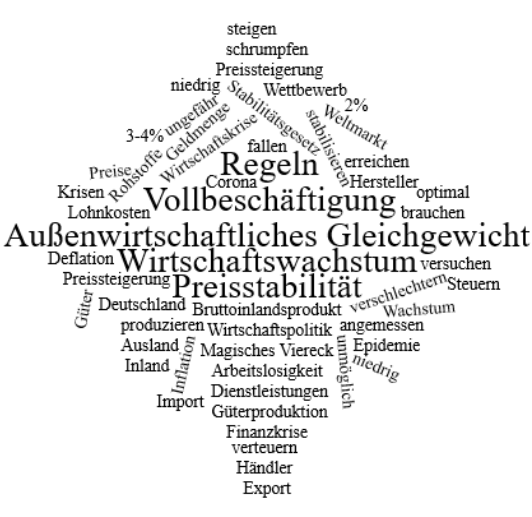 steigen
schrumpfen
Preissteigerung
niedrig
Wettbewerb
Stabilitätsgesetz
ungefähr
2%
Geldmenge
Weltmarkt
3-4%
Wirtschaftskrise
stabilisieren
Rohstoffe
fallen
Regeln
erreichen
Preise
Corona
Hersteller
Krisen
Vollbeschäftigung
optimal
Lohnkosten
brauchen
Außenwirtschaftliches Gleichgewicht
Deflation
Wirtschaftswachstum
versuchen
Preissteigerung
Preisstabilität
verschlechtern
Steuern
Güter
Deutschland
Bruttoinlandsprodukt
Wachstum
produzieren
Wirtschaftspolitik
angemessen
Ausland
Magisches Viereck
Epidemie
Inland
Inflation
Arbeitslosigkeit
unmöglich
niedrig
Dienstleistungen
Import
Güterproduktion
Finanzkrise
verteuern
Händler
Export